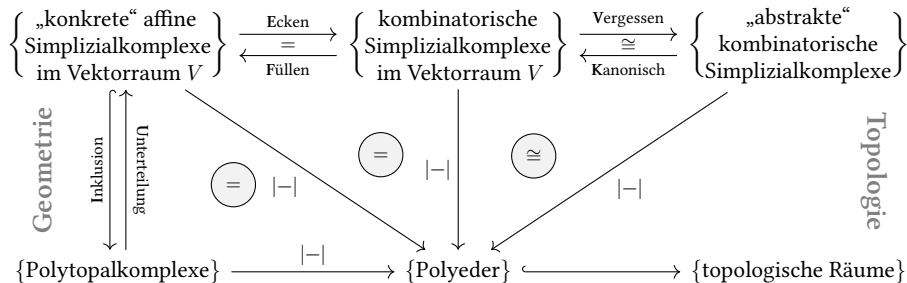 „konkrete“ affine
Simplizialkomplexe
im Vektorraum V
Ecken
=
Füllen
kombinatorische
Simplizialkomplexe
im Vektorraum V
Vergessen
≅
Kanonisch
„abstrakte“
kombinatorische
Simplizialkomplexe
Geometrie
Inklusion
Unterteilung
=
|−|
=
|−|
≅
|−|
Topologie
{Polytopalkomplexe}
|−|
{Polyeder}
{topologische Räume}